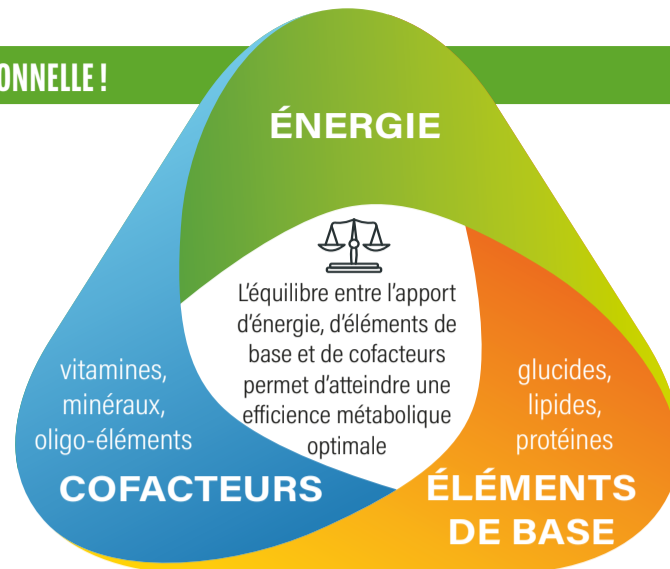 ONNELLE !
ÉNERGIE
L'équilibre entre l'apport
d'énergie, d'éléments de
base et de cofacteurs
permet d'atteindre une
efficience métabolique
optimale
vitamines,
minéraux,
oligo-éléments
COFACTEURS
glucides,
lipides,
protéines
ÉLÉMENTS
DE BASE